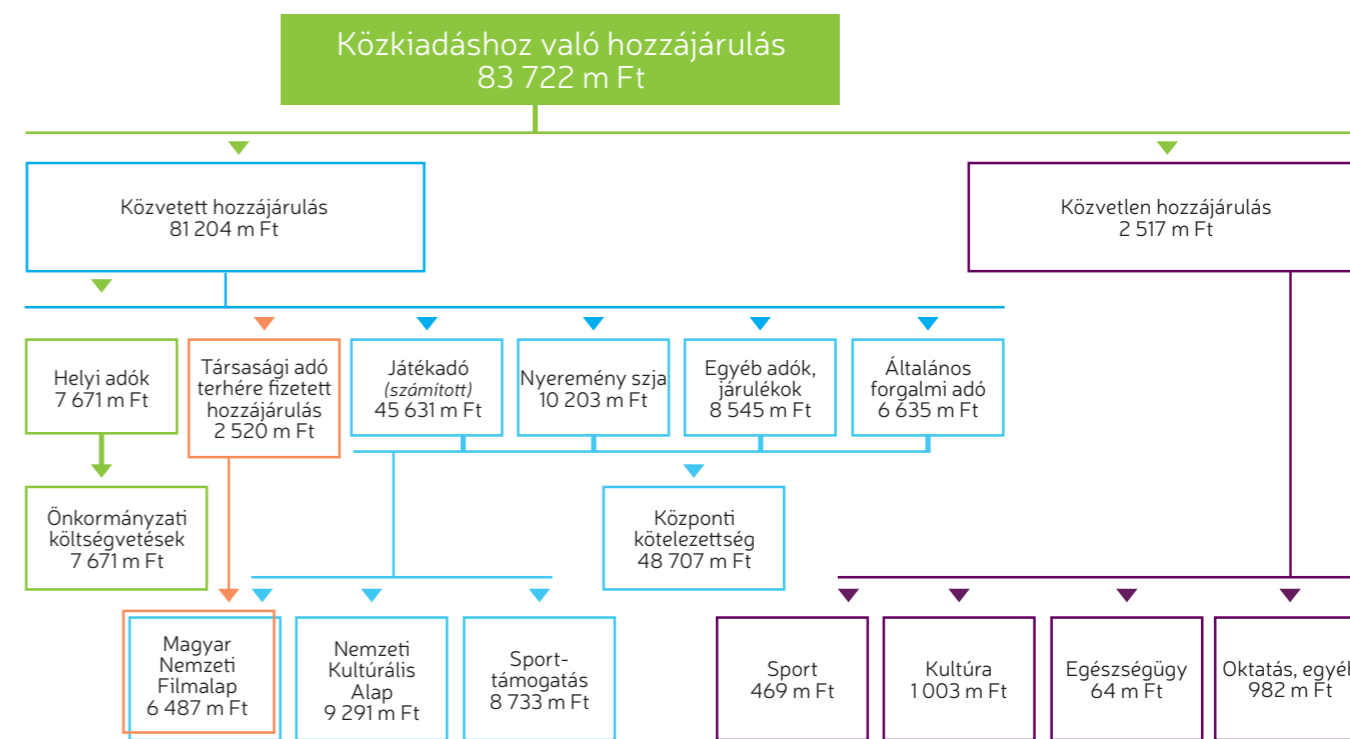 Közkiadáshoz való hozzájárulás
83 722 m Ft
Közvetett hozzájárulás
81 204 m Ft
Közvetlen hozzájárulás
2 517 m Ft
Helyi adók
7 671 m Ft
Társasági adó
terhére fizetett
hozzájárulás
2 520 m Ft
Játékadó
(számított)
45 631 m Ft
Nyeremény szja
10 203 m Ft
Egyéb adók,
járulékok
8 545 m Ft
Általános
forgalmi adó
6 635 m Ft
Önkormányzati
költségvetések
7 671 m Ft
Központi
kötelezettség
48 707 m Ft
Magyar
Nemzeti
Filmalap
6 487 m Ft
Nemzeti
Kultúrális
Alap
9 291 m Ft
Sport-
támogatás
8 733 m Ft
Sport
469 m Ft
Kultúra
1 003 m Ft
Egészségügy
64 m Ft
Oktatás, egyéb
982 m Ft